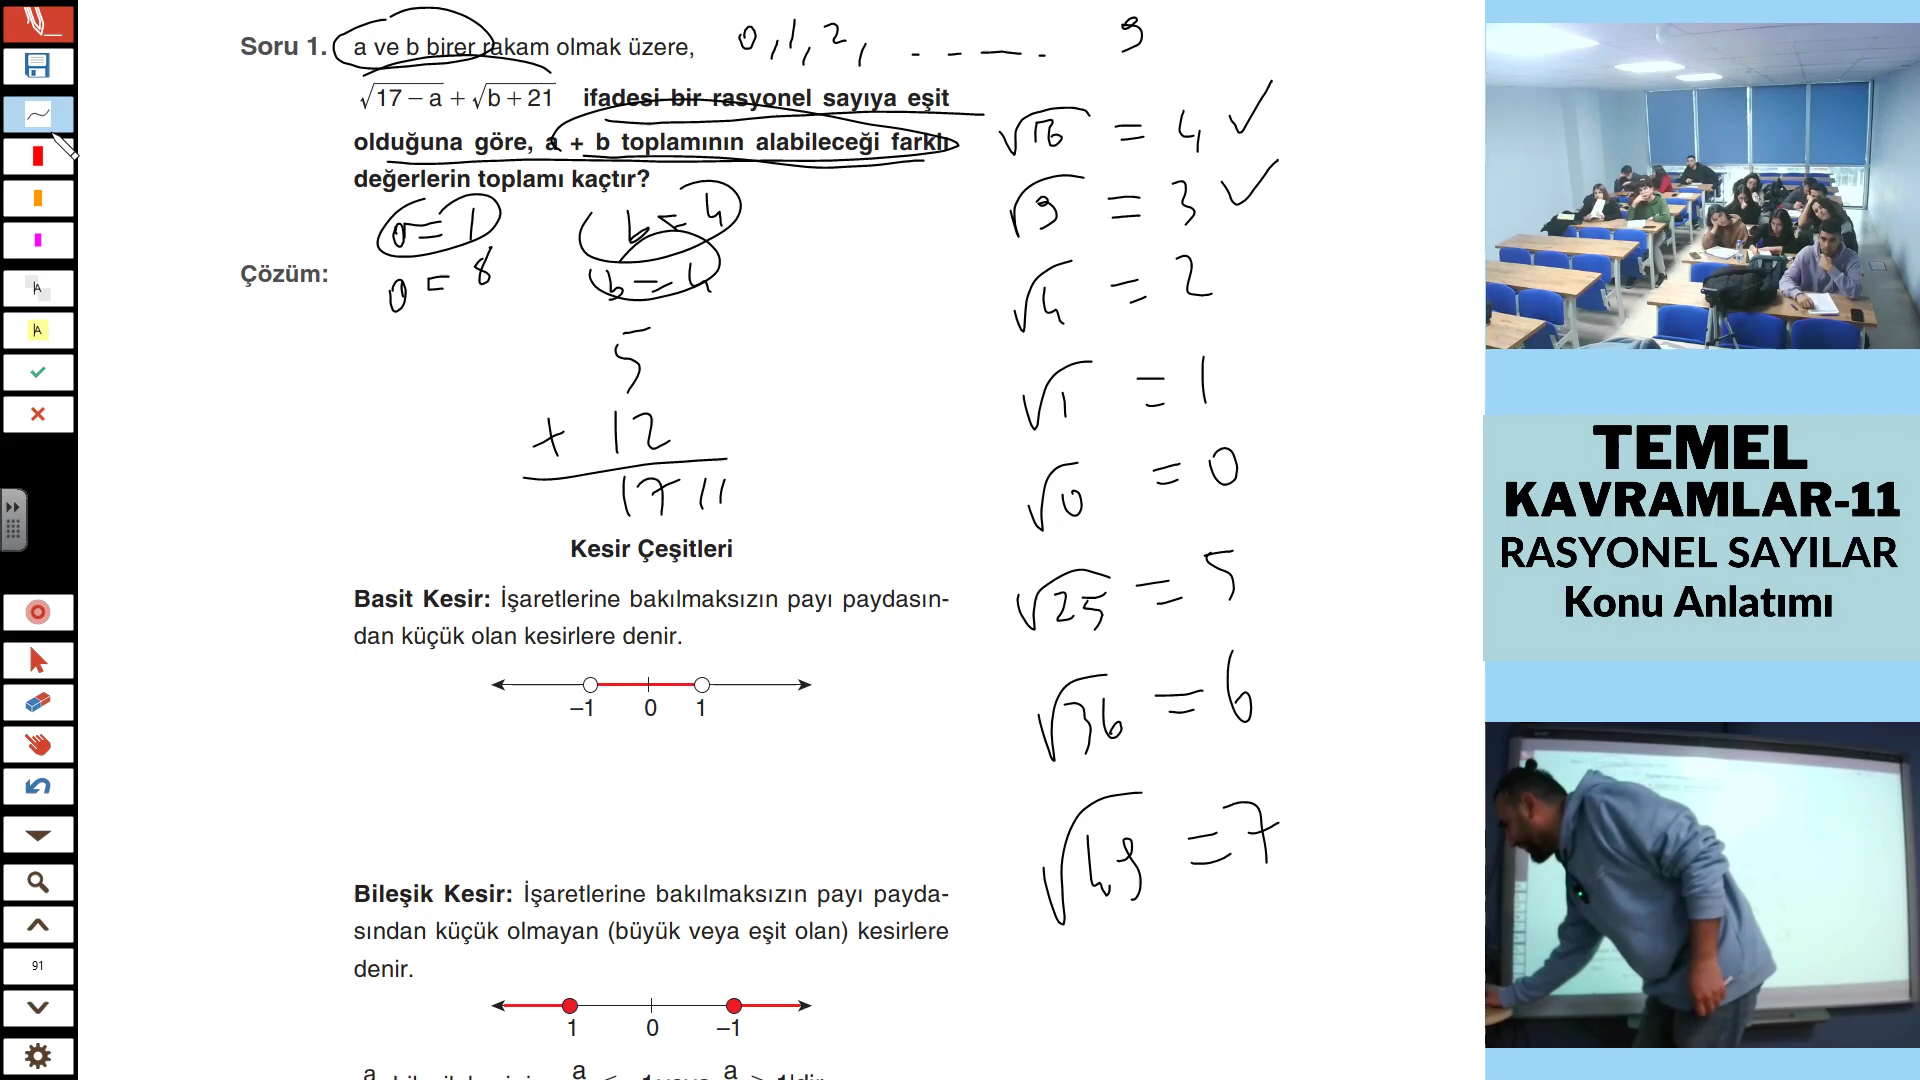 Soru 1. a ve b birer rakam olmak üzere,
0, 1, 2, . - - — . 9
√17 – a + √b + 21 ifadesi bir rasyonel sayıya eşit
olduğuna göre, a + b toplamının alabileceği farklı
değerlerin toplamı kaçtır?
a = 1 b = 4
Çözüm:
a = 8 b = 4
5
+ 12
17 //
√16 = 4 ✓
√9 = 3 ✓
√4 = 2
√1 = 1
√0 = 0
√25 = 5
√36 = 6
√49 = 7
Kesir Çeşitleri
Basit Kesir: İşaretlerine bakılmaksızın payı paydasın-
dan küçük olan kesirlere denir.
–1 0 1
Bileşik Kesir: İşaretlerine bakılmaksızın payı payda-
sından küçük olmayan (büyük veya eşit olan) kesirlere
denir.
1 0 –1
91
TEMEL
KAVRAMLAR-11
RASYONEL SAYILAR
Konu Anlatımı